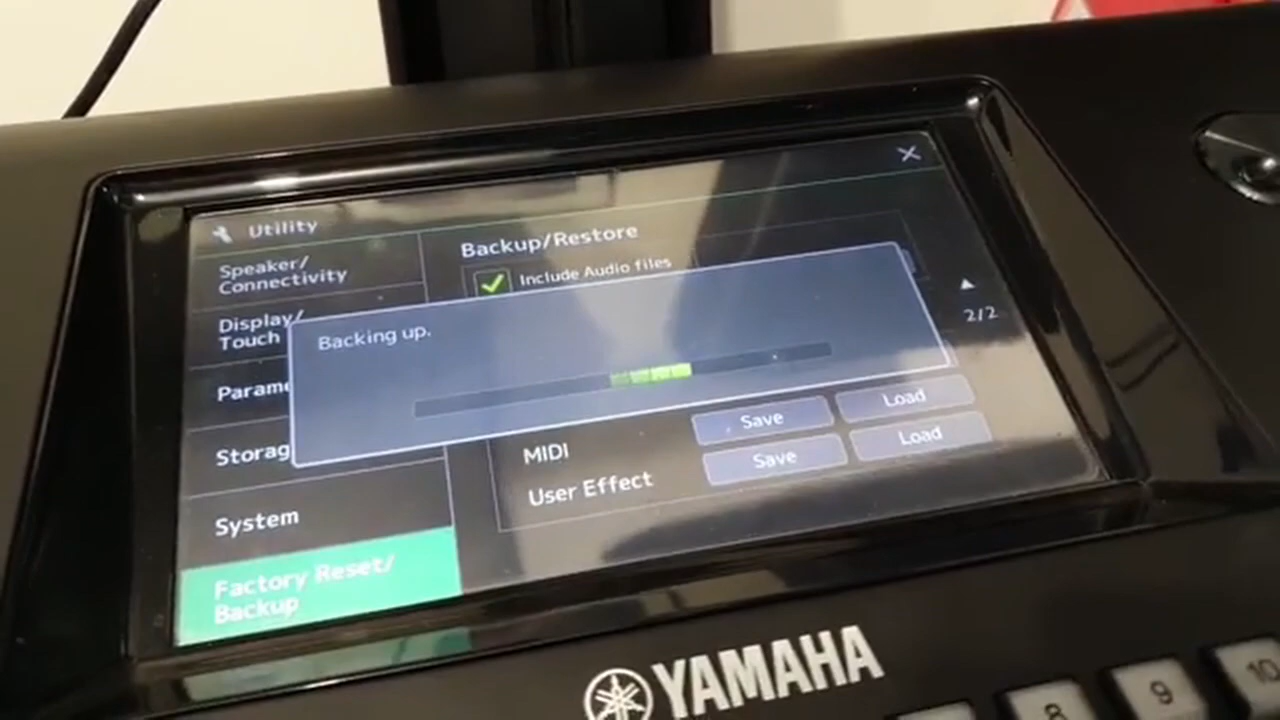 Utility
Speaker/
Connectivity
Display/
Touch
Parame
Storag
System
Factory Reset/
Backup
Backup/Restore
Include Audio files
Backing up.
2/2
Save Load
MIDI Save Load
User Effect
YAMAHA
8 9 10